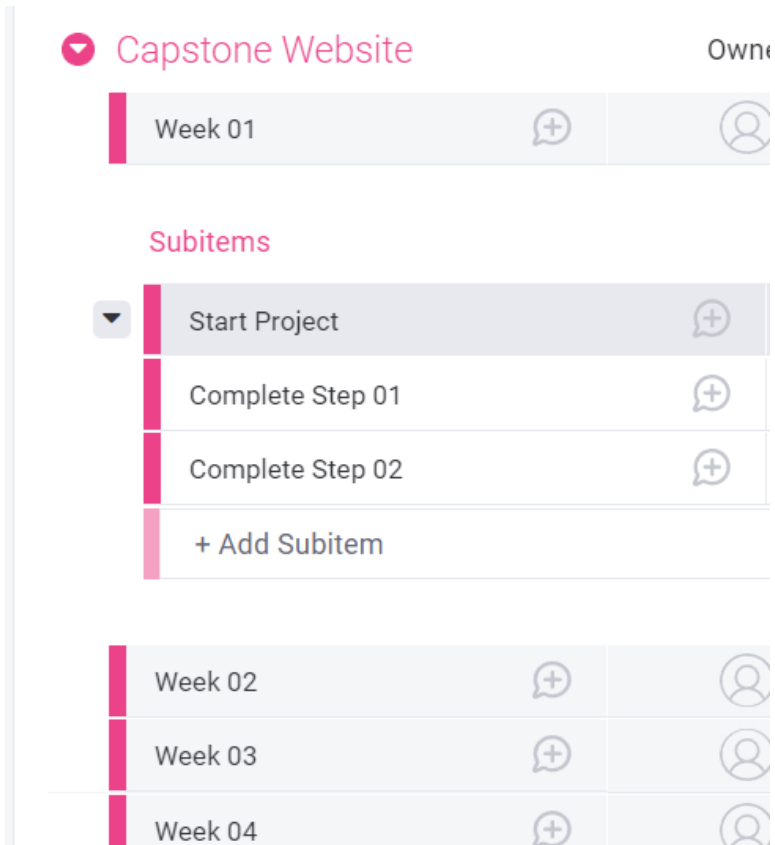 Capstone Website
Owne
Week 01
Subitems
Start Project
Complete Step 01
Complete Step 02
+ Add Subitem
Week 02
Week 03
Week 04